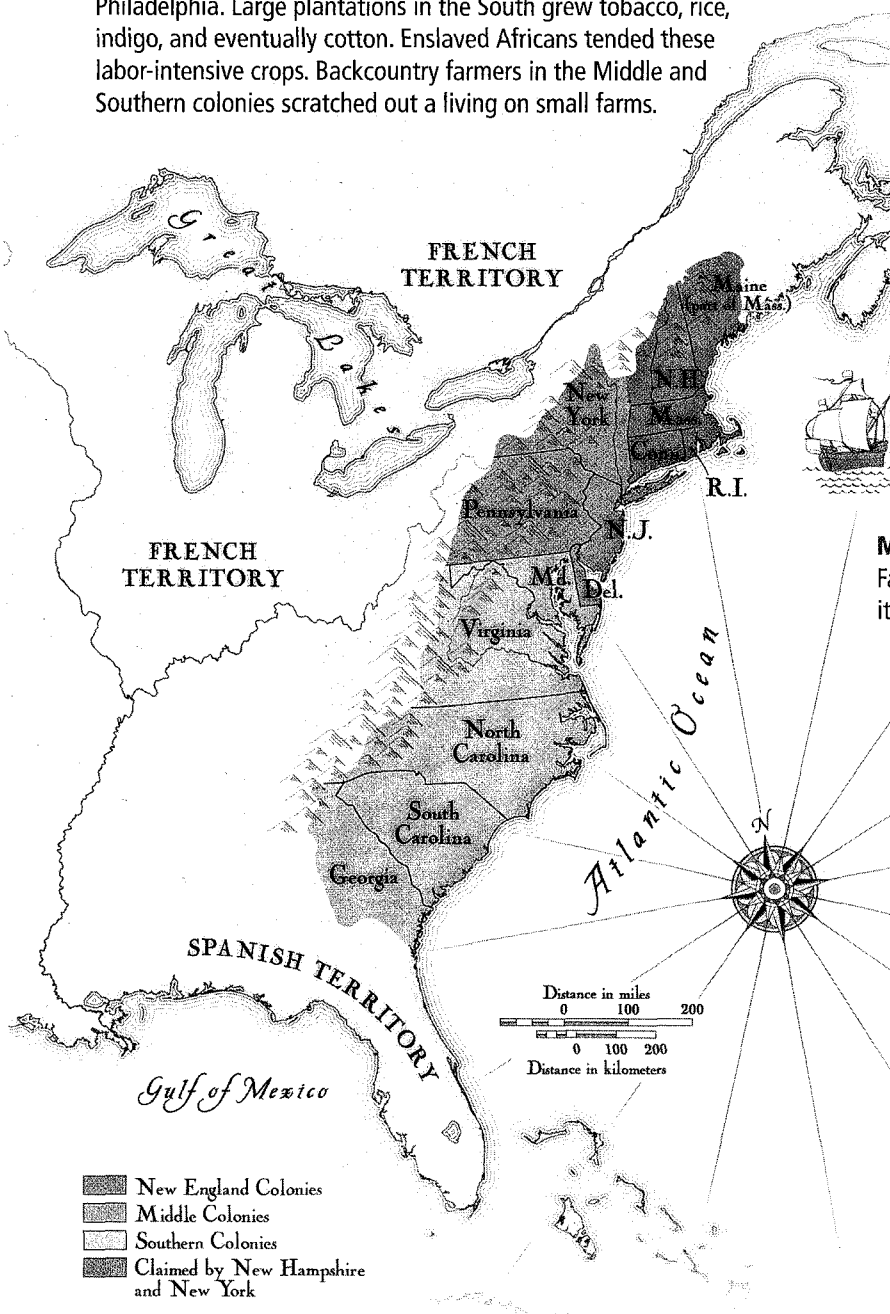 Philadelphia. Large plantations in the South grew tobacco, rice,
indigo, and eventually cotton. Enslaved Africans tended these
labor-intensive crops. Backcountry farmers in the Middle and
Southern colonies scratched out a living on small farms.
Great Lakes
FRENCH
TERRITORY
Maine
(part of Mass.)
N.H.
New
York
Mass.
Conn.
R.I.
Pennsylvania
N.J.
M
Fa
it
FRENCH
TERRITORY
Md.
Del.
Virginia
North
Carolina
South
Carolina
Georgia
Atlantic Ocean
N
SPANISH TERRITORY
Distance in miles
0 100 200
0 100 200
Distance in kilometers
Gulf of Mexico
New England Colonies
Middle Colonies
Southern Colonies
Claimed by New Hampshire
and New York